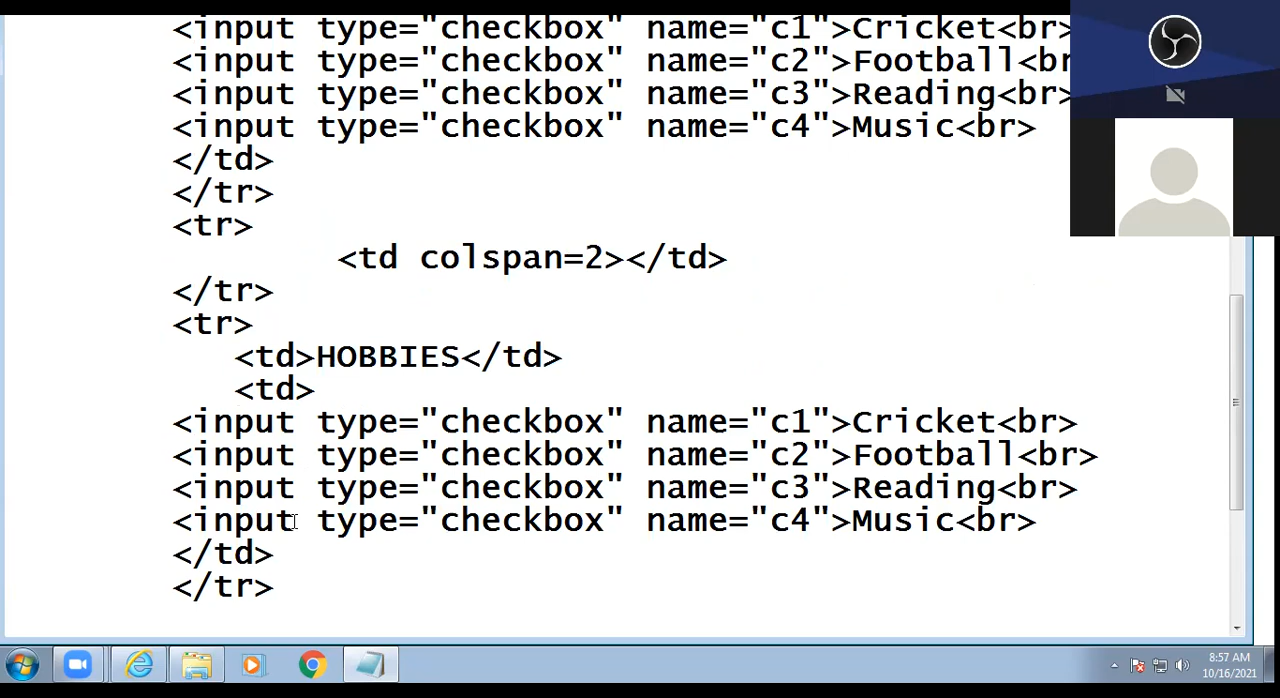 <input type="checkbox" name="c1">Cricket<br>
<input type="checkbox" name="c2">Football<br
<input type="checkbox" name="c3">Reading<br>
<input type="checkbox" name="c4">Music<br>
</td>
</tr>
<tr>
<td colspan=2></td>
</tr>
<tr>
<td>HOBBIES</td>
<td>
<input type="checkbox" name="c1">Cricket<br>
<input type="checkbox" name="c2">Football<br>
<input type="checkbox" name="c3">Reading<br>
<input type="checkbox" name="c4">Music<br>
</td>
</tr>
8:57 AM
10/16/2021